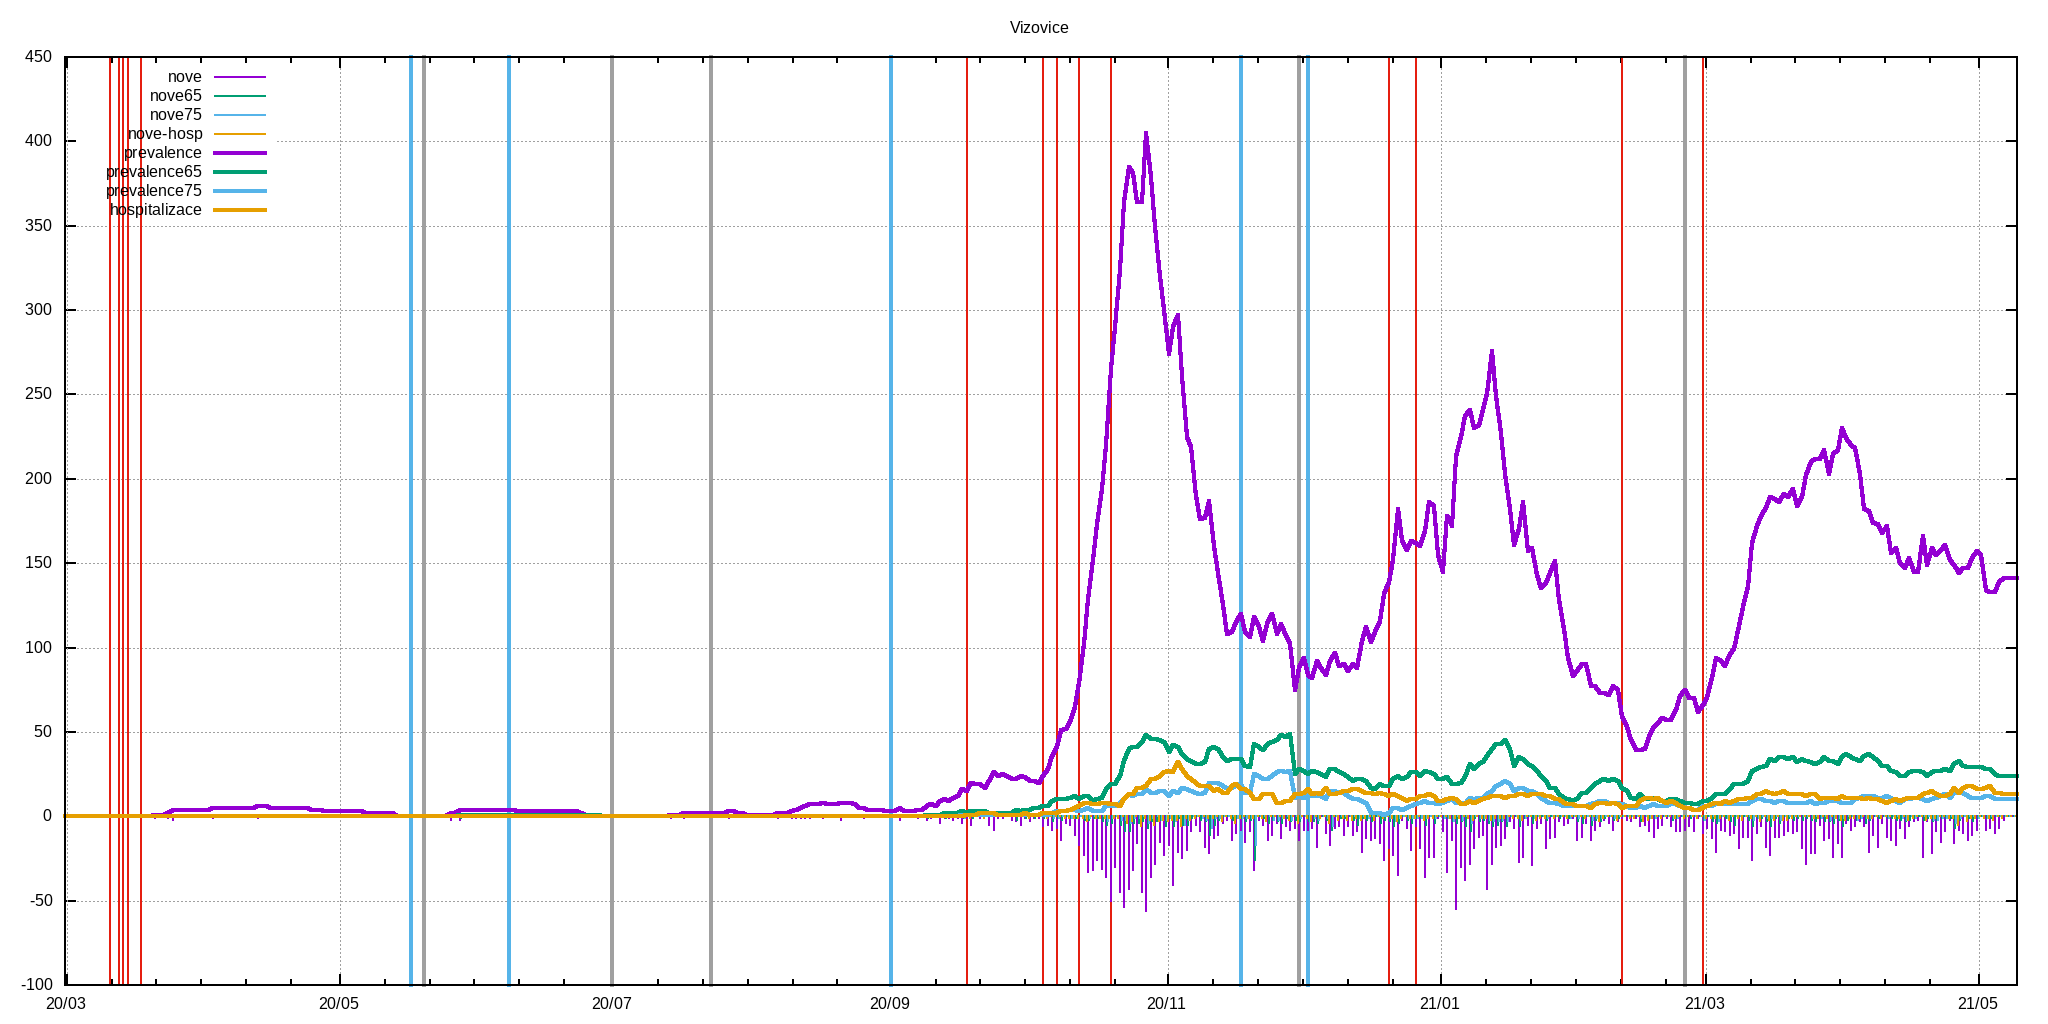 Vizovice
450
400
350
300
250
200
150
100
50
0
-50
-100
nove
nove65
nove75
nove-hosp
prevalence
prevalence65
prevalence75
hospitalizace
20/03 20/05 20/07 20/09 20/11 21/01 21/03 21/05